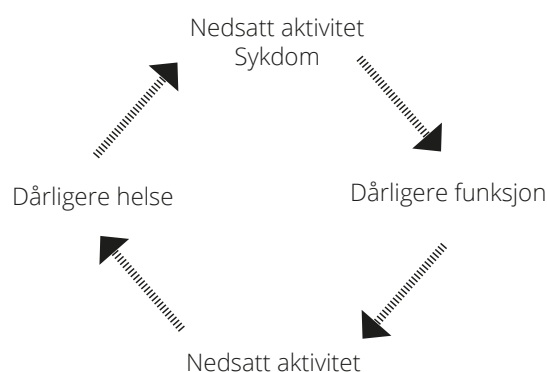 Nedsatt aktivitet
Sykdom
Dårligere funksjon
Nedsatt aktivitet
Dårligere helse